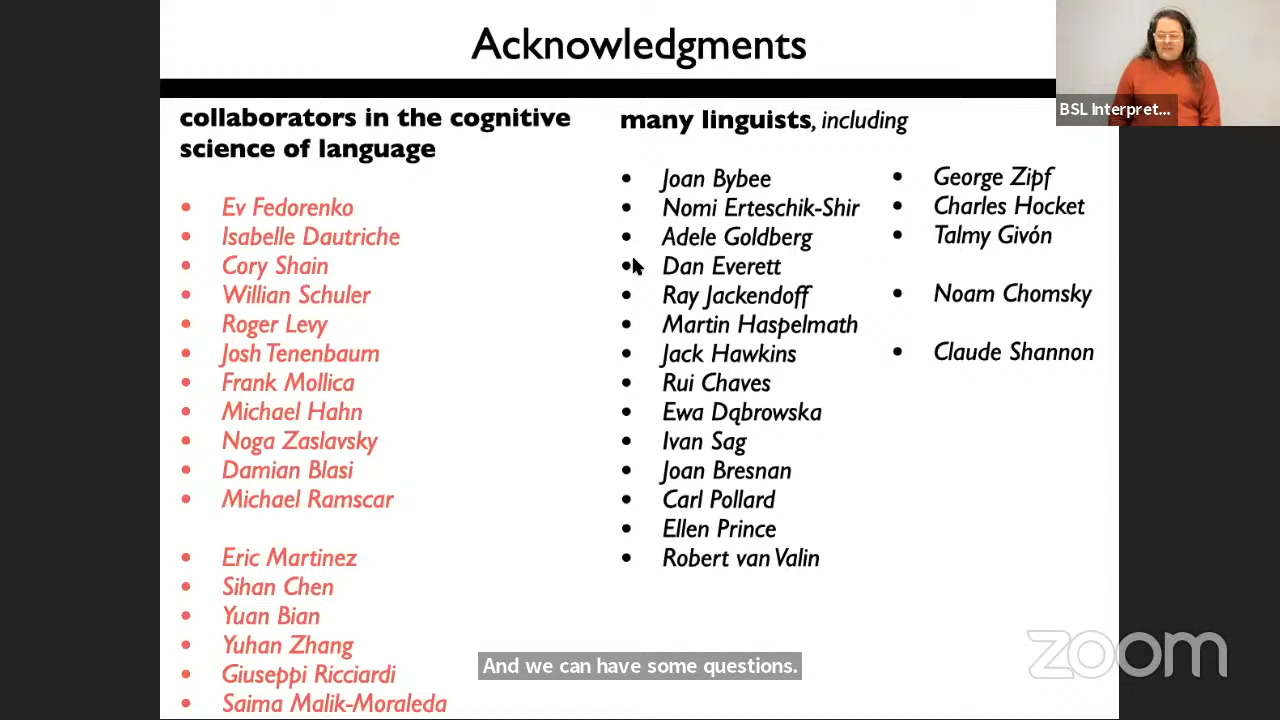 Acknowledgments
BSL Interpret...
collaborators in the cognitive
science of language
• Ev Fedorenko
• Isabelle Dautriche
• Cory Shain
• Willian Schuler
• Roger Levy
• Josh Tenenbaum
• Frank Mollica
• Michael Hahn
• Noga Zaslavsky
• Damian Blasi
• Michael Ramscar
• Eric Martinez
• Sihan Chen
• Yuan Bian
• Yuhan Zhang
• Giuseppi Ricciardi
• Saima Malik-Moraleda
many linguists, including
• Joan Bybee
• Nomi Erteschik-Shir
• Adele Goldberg
• Dan Everett
• Ray Jackendoff
• Martin Haspelmath
• Jack Hawkins
• Rui Chaves
• Ewa Dąbrowska
• Ivan Sag
• Joan Bresnan
• Carl Pollard
• Ellen Prince
• Robert van Valin
• George Zipf
• Charles Hocket
• Talmy Givón
• Noam Chomsky
• Claude Shannon
And we can have some questions.
zoom